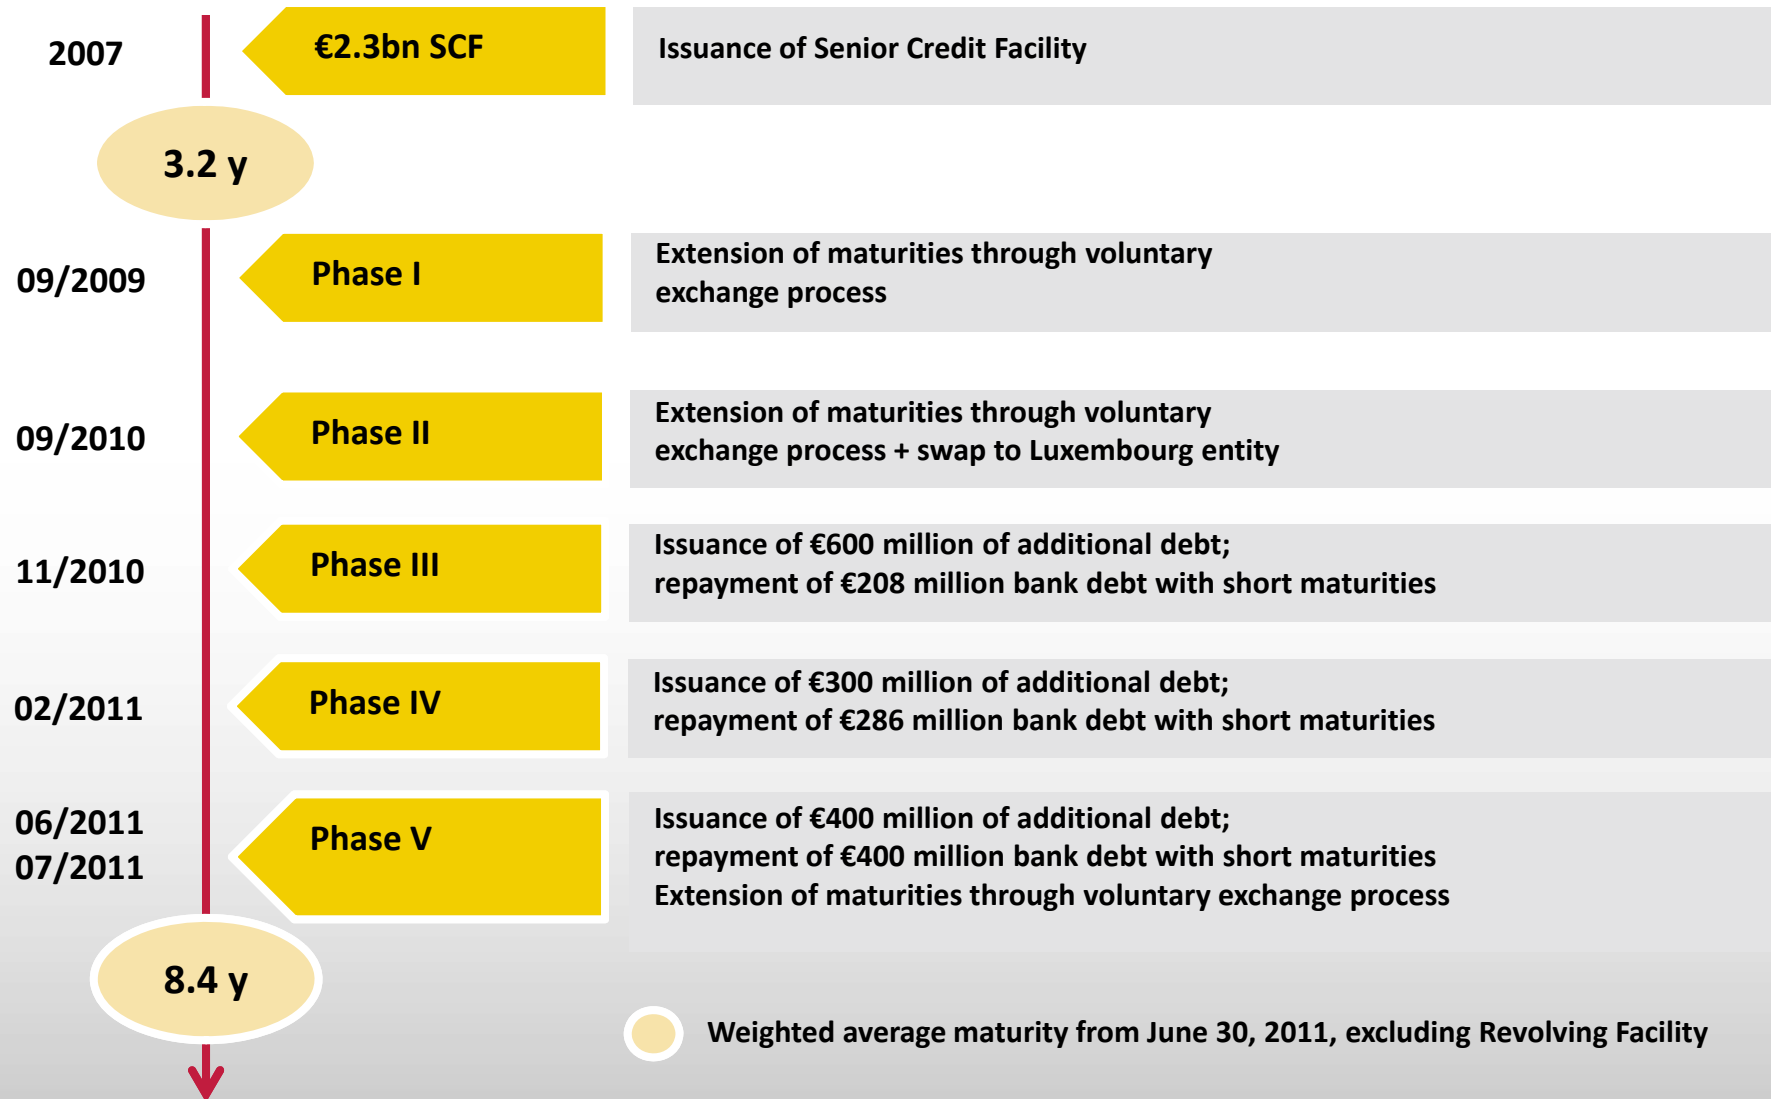 2007
€2.3bn SCF
Issuance of Senior Credit Facility
3.2 y
09/2009
Phase I
Extension of maturities through voluntary
exchange process
09/2010
Phase II
Extension of maturities through voluntary
exchange process + swap to Luxembourg entity
11/2010
Phase III
Issuance of €600 million of additional debt;
repayment of €208 million bank debt with short maturities
02/2011
Phase IV
Issuance of €300 million of additional debt;
repayment of €286 million bank debt with short maturities
06/2011
07/2011
Phase V
Issuance of €400 million of additional debt;
repayment of €400 million bank debt with short maturities
Extension of maturities through voluntary exchange process
8.4 y
Weighted average maturity from June 30, 2011, excluding Revolving Facility